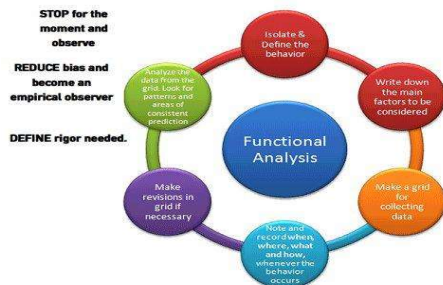 STOP for the
moment and
observe
REDUCE bias and
become an
empirical observer
DEFINE rigor needed.
Isolate &
Define the
behavior
Write down
the main
factors to be
considered
Make a grid
for
collecting
data
Note and
record when,
where, what
and how,
whenever the
behavior
occurs
Make
revisions in
grid if
necessary
Analyze the
data from the
grid. Look for
patterns and
areas of
consistent
prediction
Functional
Analysis